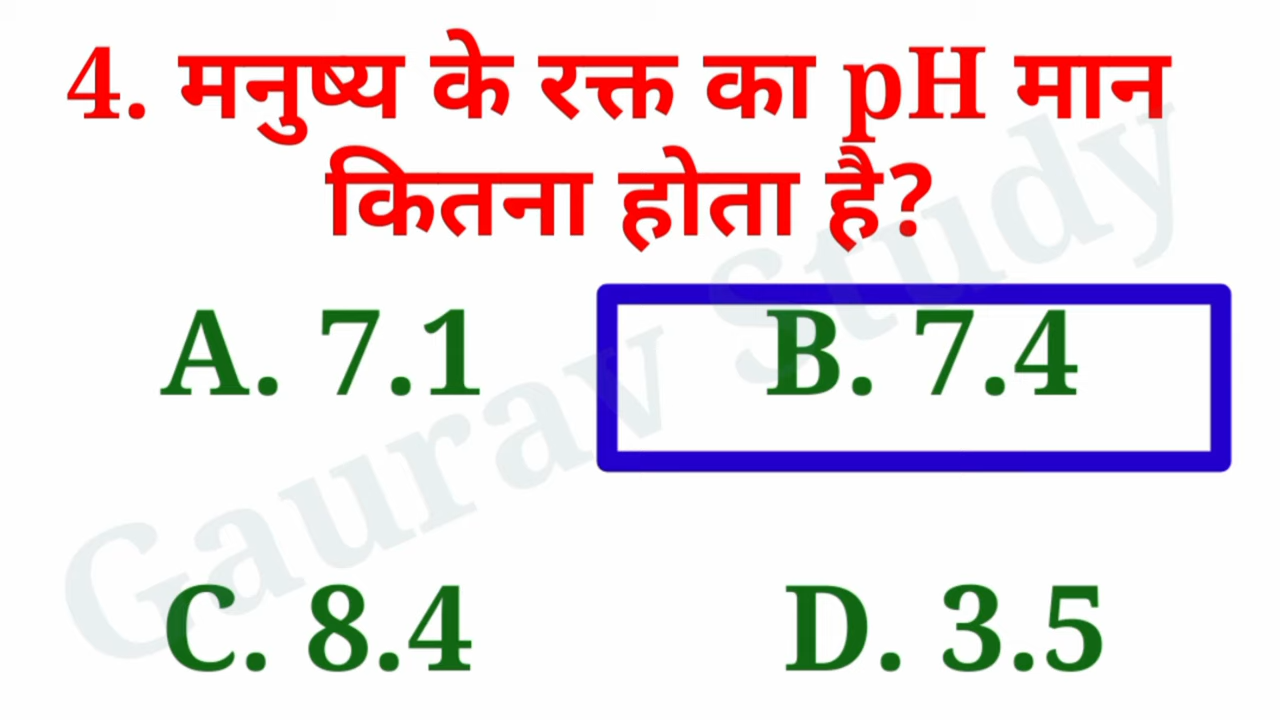 4. मनुष्य के रक्त का pH मान
कितना होता है?
A. 7.1
B. 7.4
C. 8.4
D. 3.5
Gaurav Study